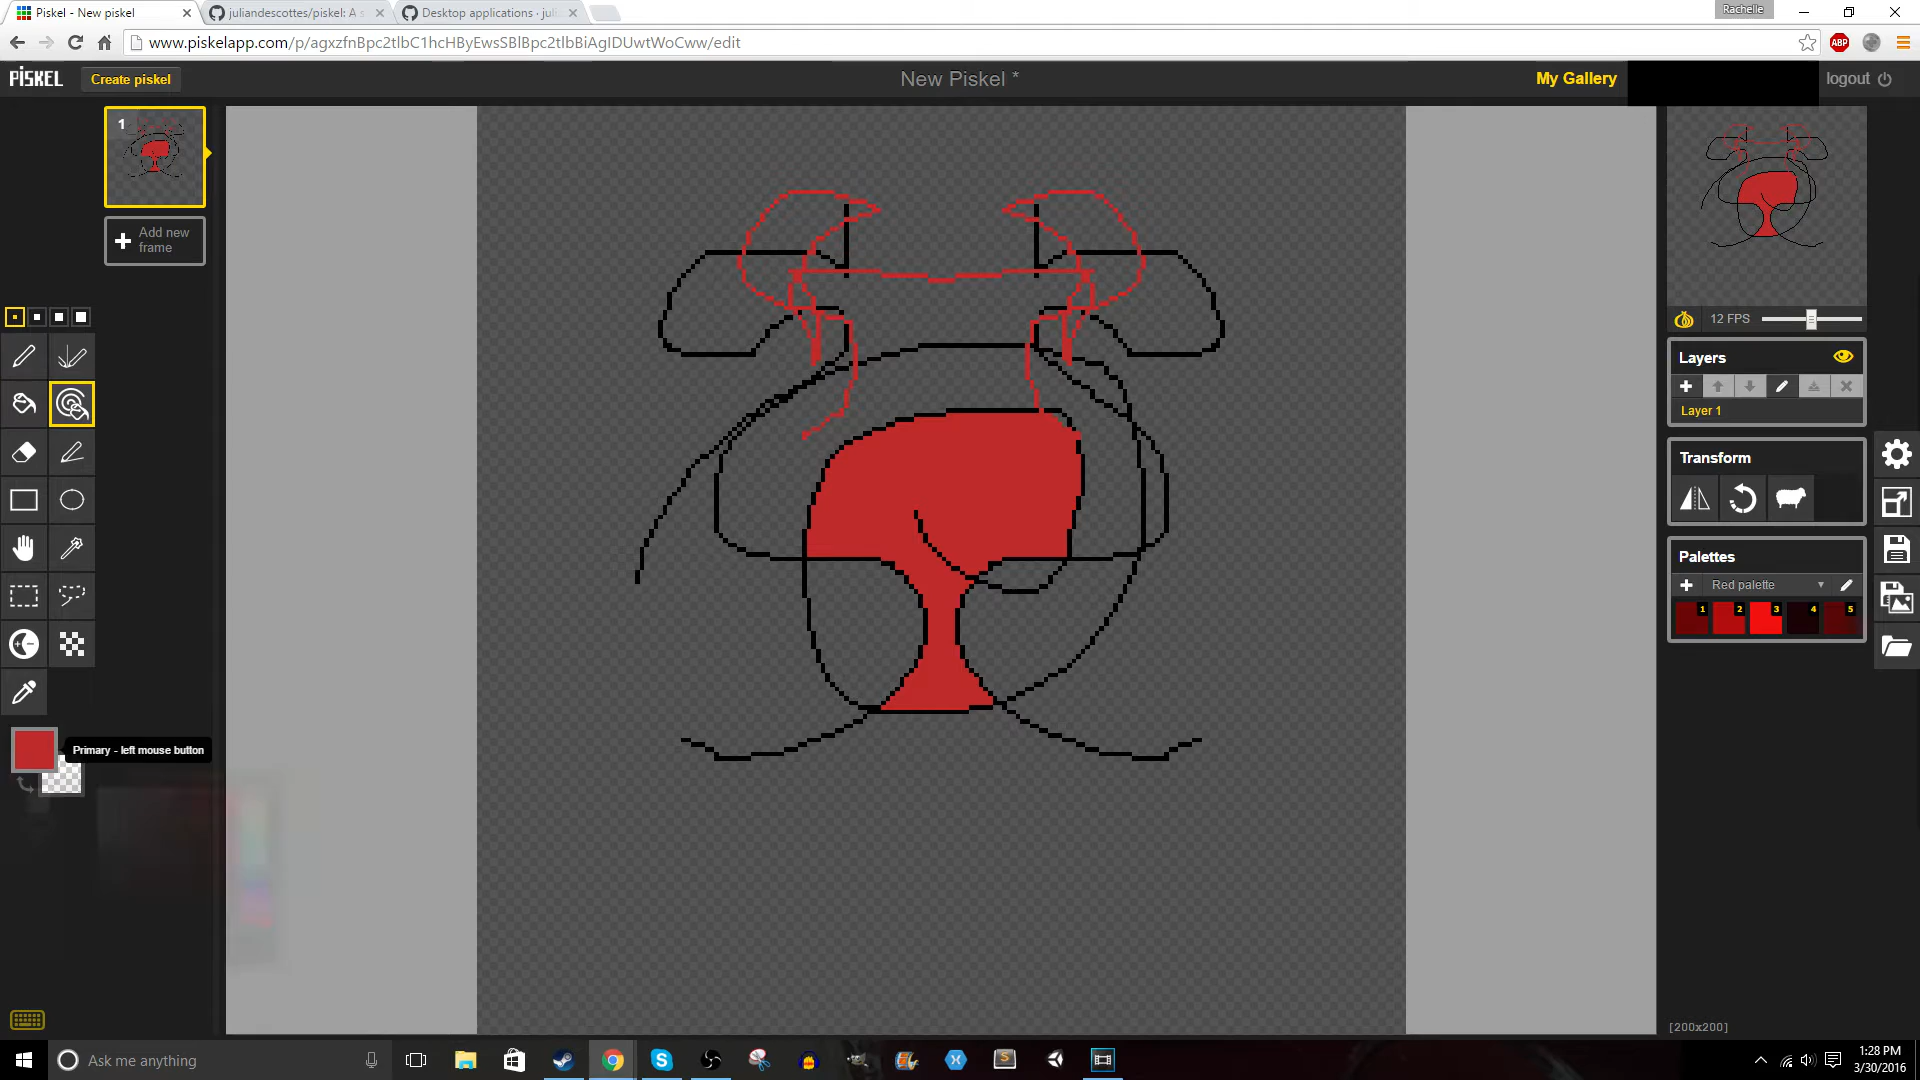 Piskel - New piskel
juliandescottes/piskel: A s
Desktop applications · juli
Rachelle
www.piskelapp.com/p/agxzfnBpc2tlbC1hcHByEwsSBlBpc2tlbBiAgIDUwtWoCww/edit
ABP
PISKEL
Create piskel
New Piskel *
My Gallery
logout
1
Add new
frame
12 FPS
Layers
Layer 1
Transform
Palettes
Red palette
1
2
3
4
5
Primary - left mouse button
[200x200]
Ask me anything
1:28 PM
3/30/2016